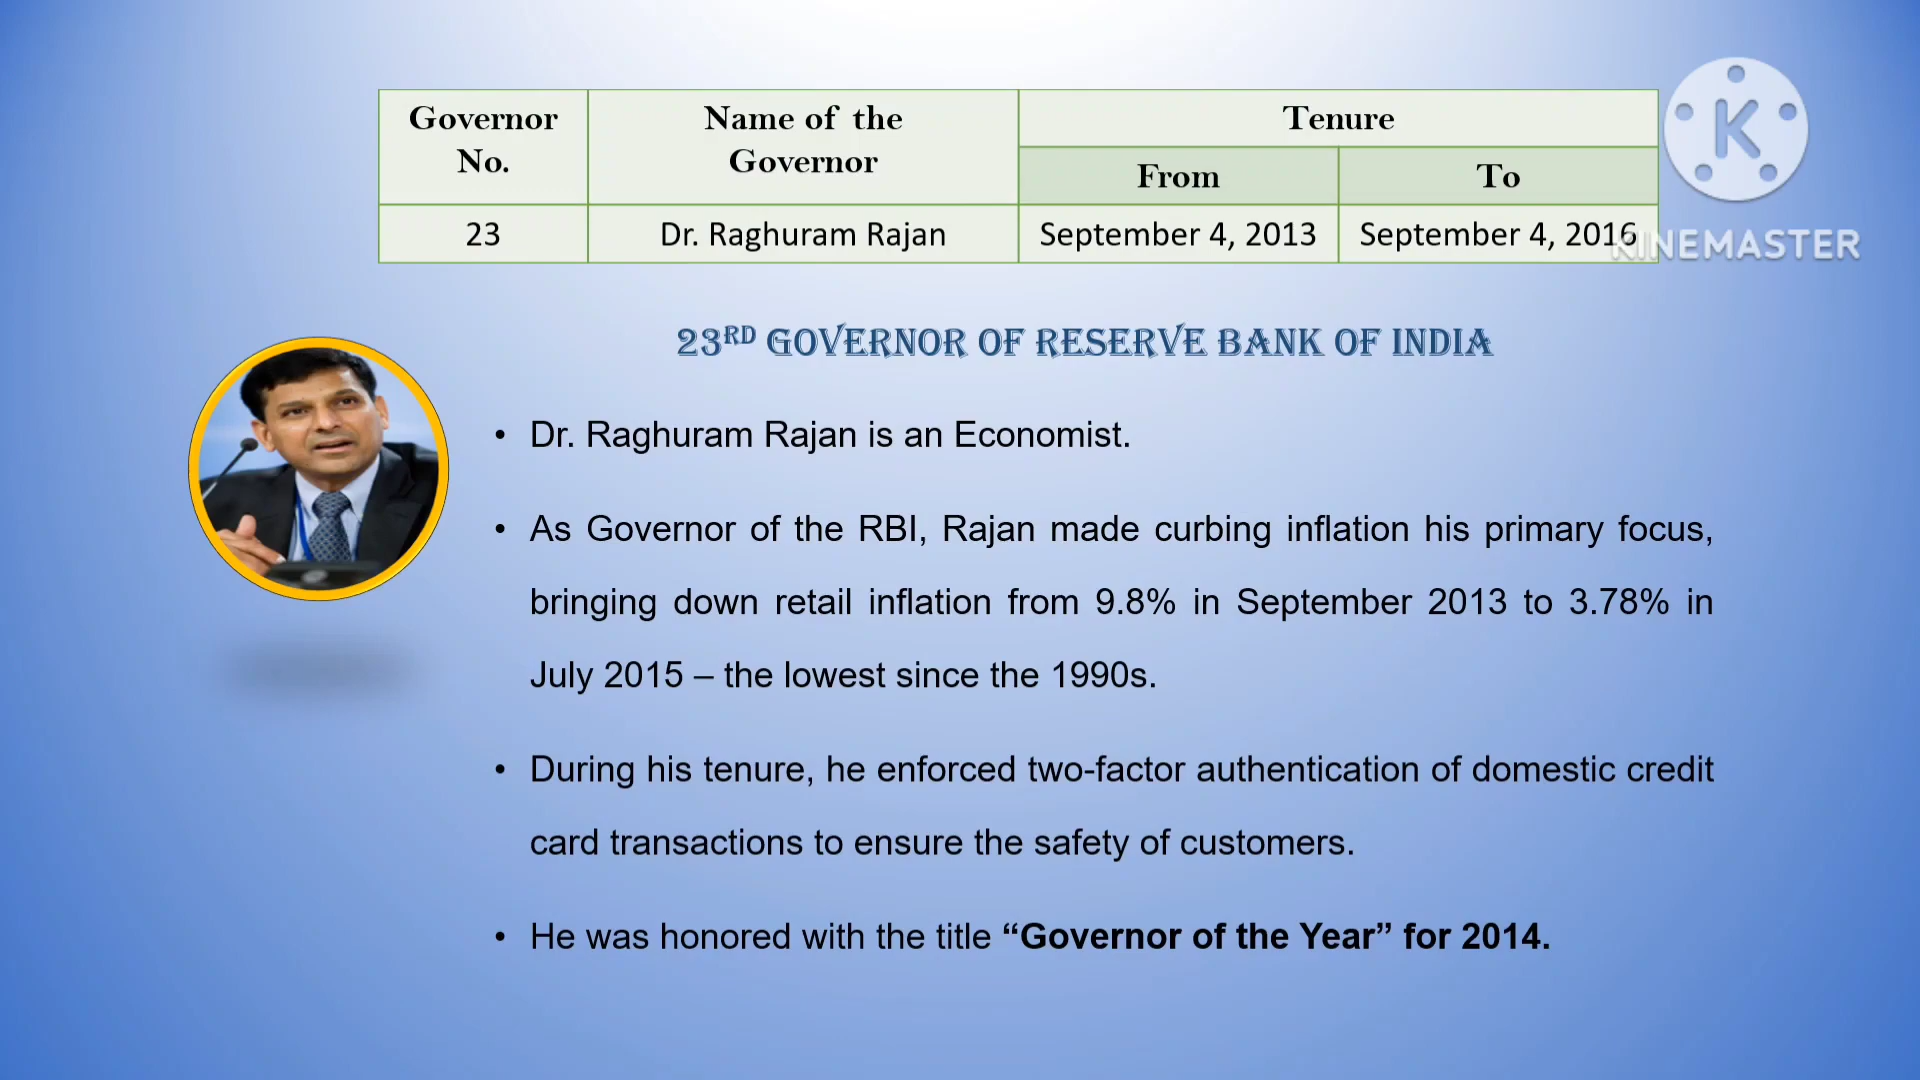 Governor No.
Name of the Governor
Tenure
From
To
23
Dr. Raghuram Rajan
September 4, 2013
September 4, 2016
K
KINEMASTER
23RD GOVERNOR OF RESERVE BANK OF INDIA
• Dr. Raghuram Rajan is an Economist.
• As Governor of the RBI, Rajan made curbing inflation his primary focus,
bringing down retail inflation from 9.8% in September 2013 to 3.78% in
July 2015 – the lowest since the 1990s.
• During his tenure, he enforced two-factor authentication of domestic credit
card transactions to ensure the safety of customers.
• He was honored with the title “Governor of the Year” for 2014.